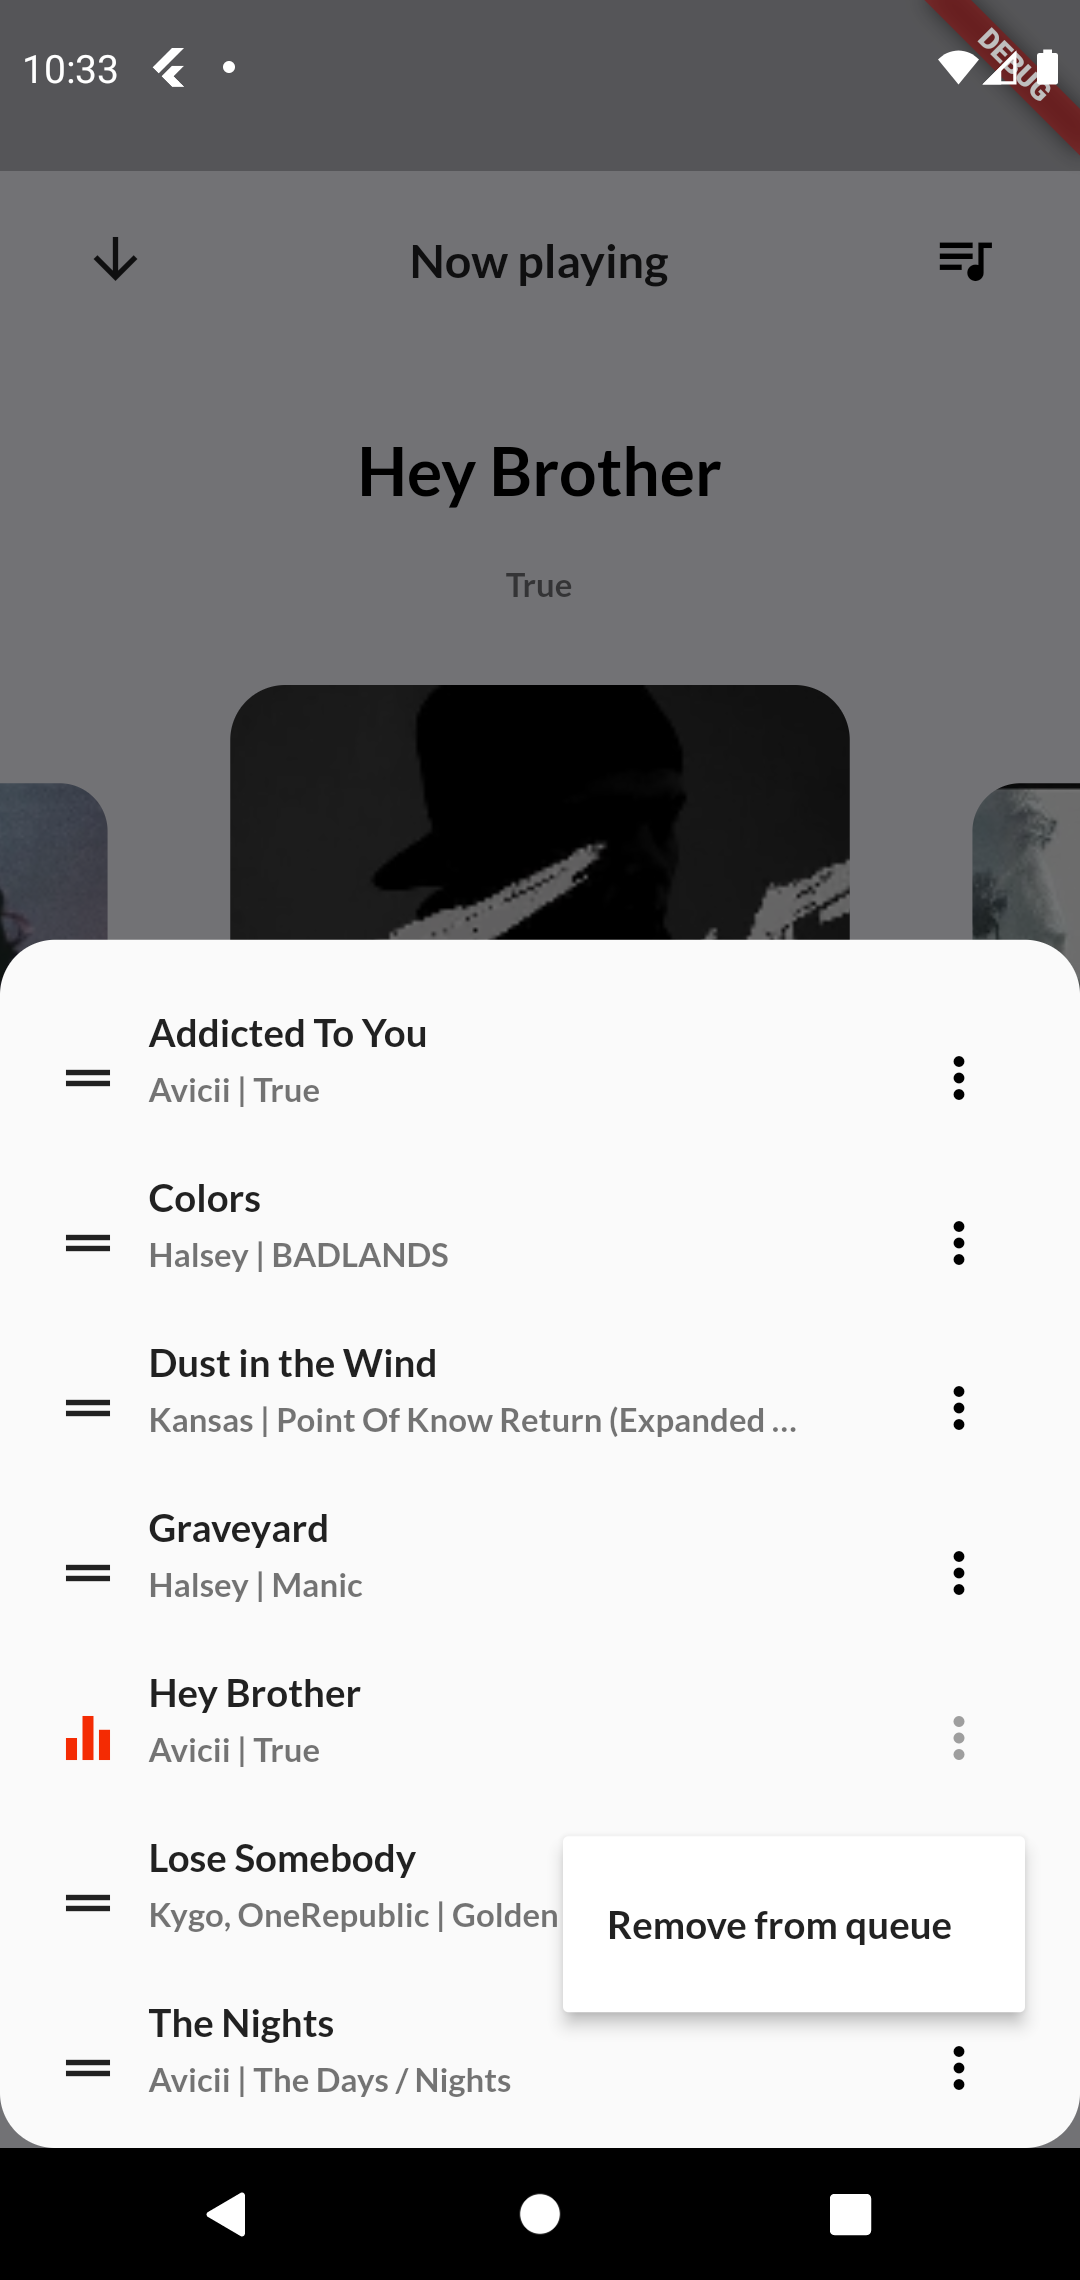 10:33
DEBUG
Now playing
Hey Brother
True
Addicted To You
Avicii | True
Colors
Halsey | BADLANDS
Dust in the Wind
Kansas | Point Of Know Return (Expanded ...
Graveyard
Halsey | Manic
Hey Brother
Avicii | True
Lose Somebody
Kygo, OneRepublic | Golden
Remove from queue
The Nights
Avicii | The Days / Nights